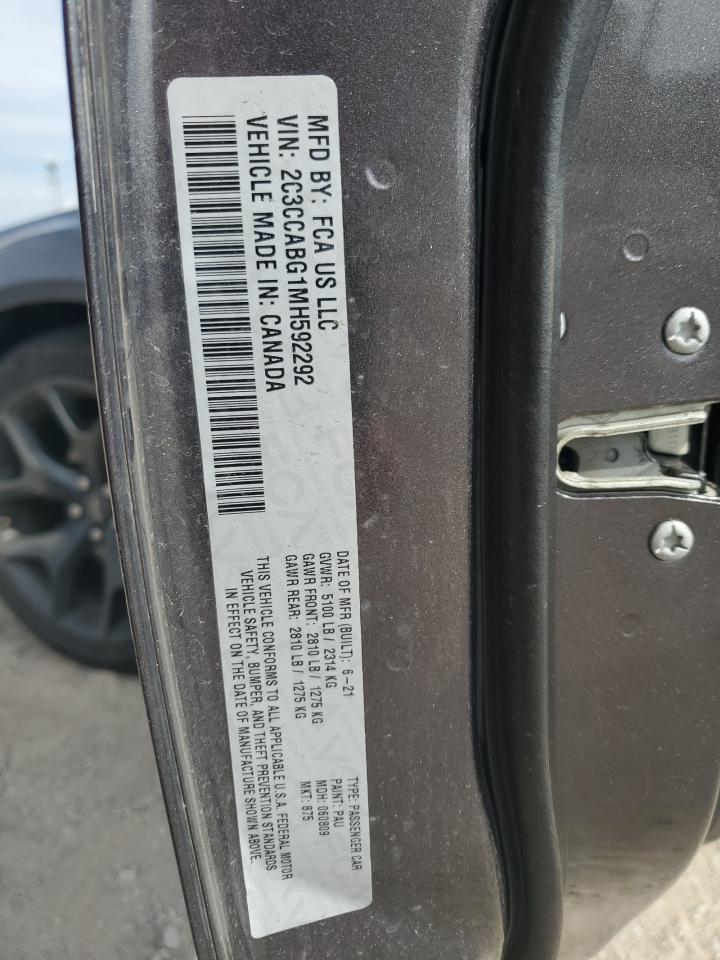 MFD BY: FCA US LLC
VIN: 2C3CCABG1MH592292
VEHICLE MADE IN: CANADA
DATE OF MFR (BUILT): 6-21
GVWR: 5100 LB / 2314 KG
GAWR FRONT: 2810 LB / 1275 KG
GAWR REAR: 2810 LB / 1275 KG
THIS VEHICLE CONFORMS TO ALL APPLICABLE U.S.A. FEDERAL MOTOR
VEHICLE SAFETY, BUMPER, AND THEFT PREVENTION STANDARDS
IN EFFECT ON THE DATE OF MANUFACTURE SHOWN ABOVE.
TYPE: PASSENGER CAR
PAINT: PAU
MDH: 060809
MKT: 875